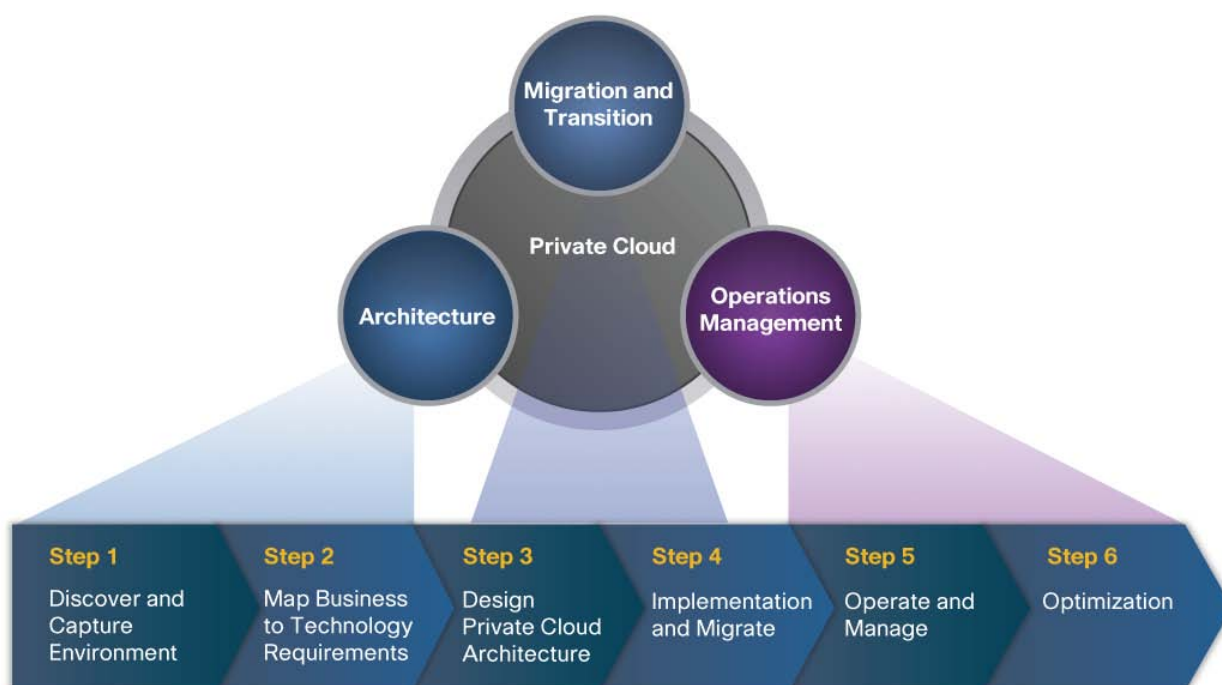 Migration and
Transition
Private Cloud
Architecture
Operations
Management
Step 1
Discover and
Capture
Environment
Step 2
Map Business
to Technology
Requirements
Step 3
Design
Private Cloud
Architecture
Step 4
Implementation
and Migrate
Step 5
Operate and
Manage
Step 6
Optimization